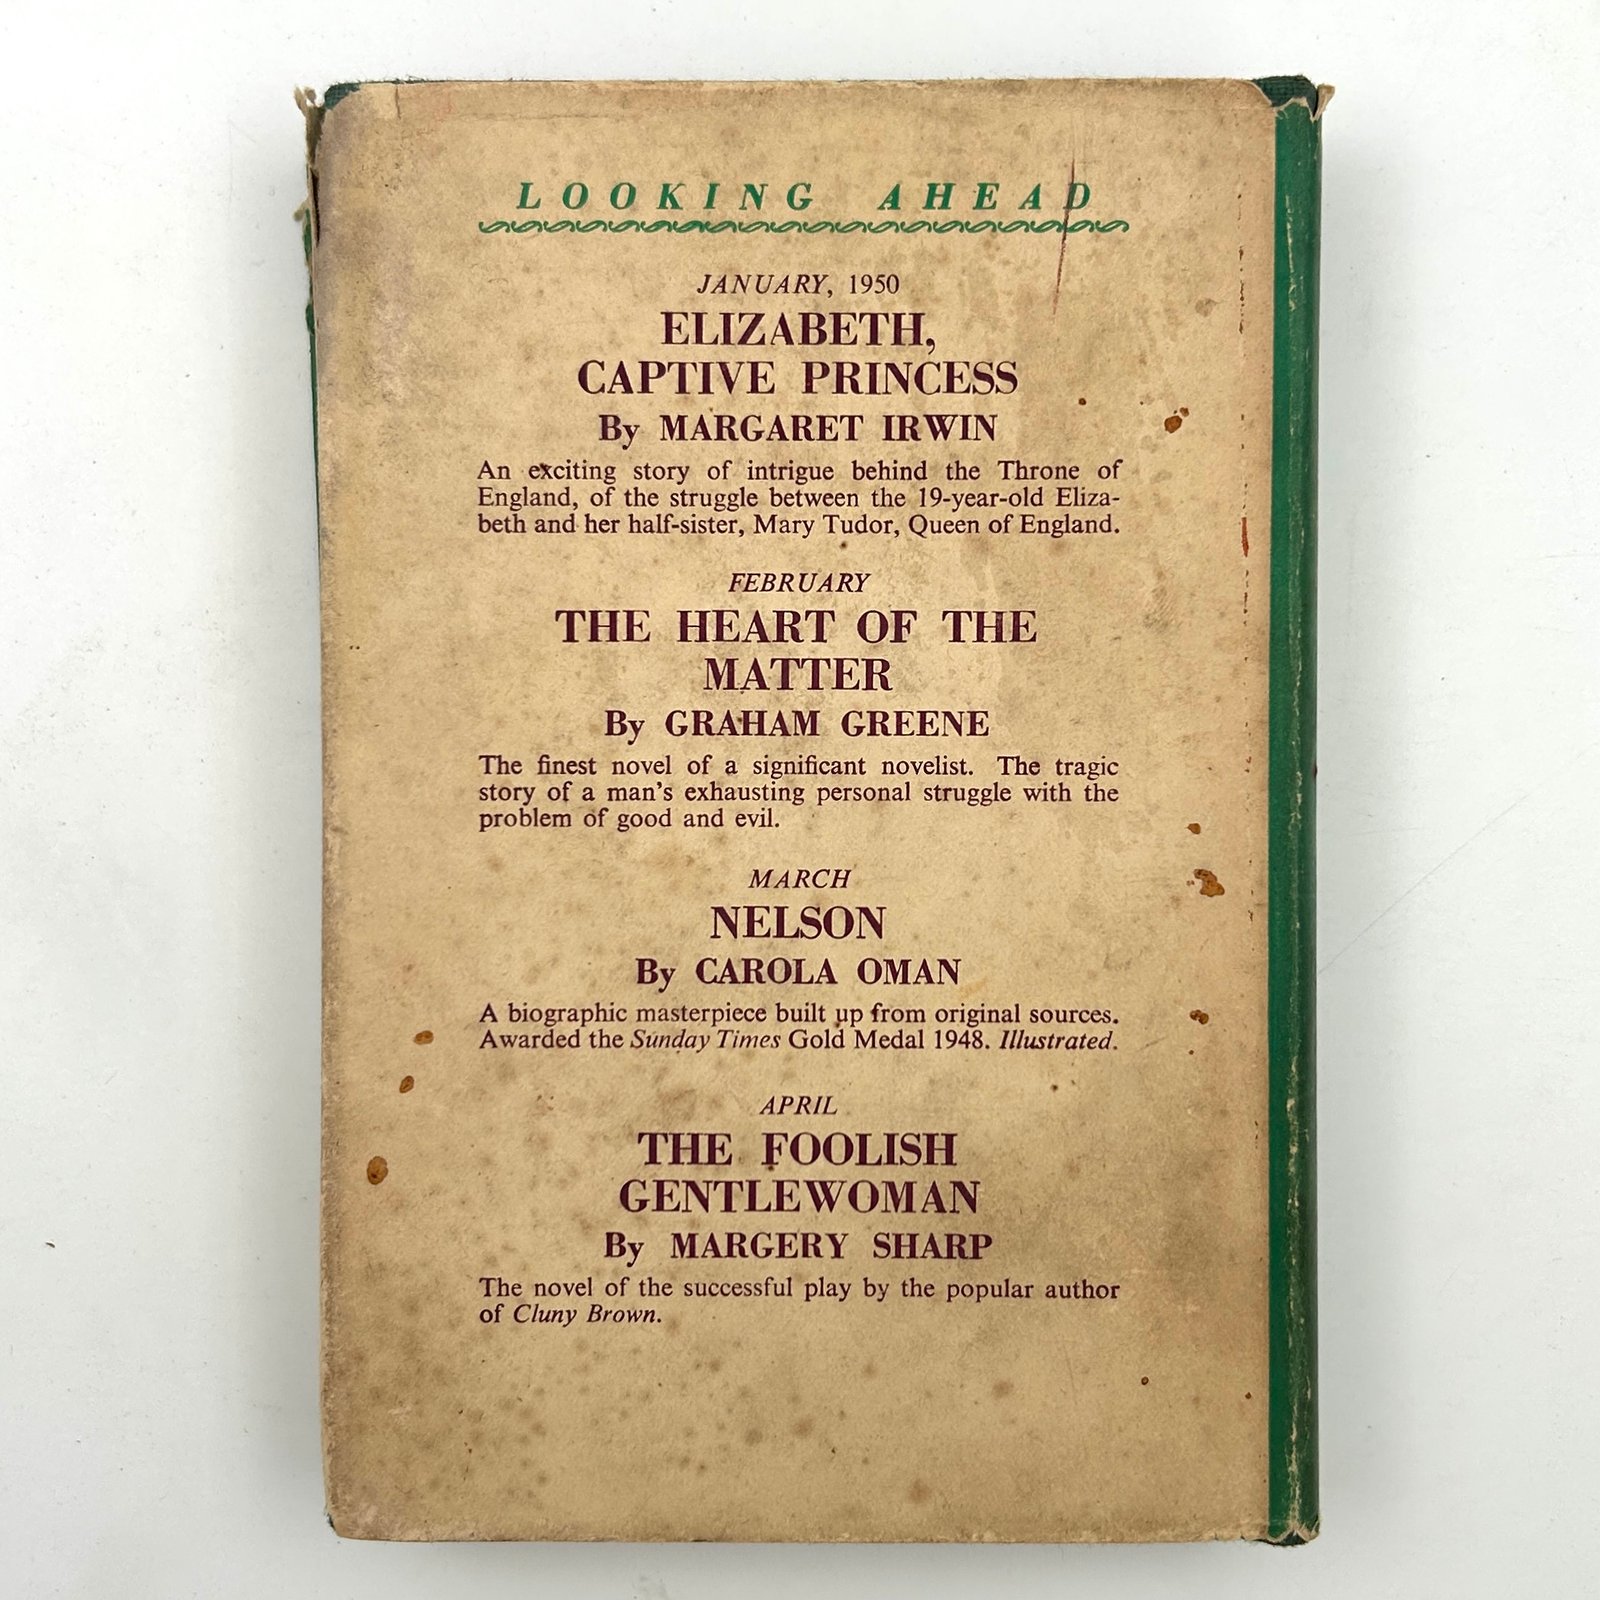 LOOKING AHEAD
JANUARY, 1950
ELIZABETH,
CAPTIVE PRINCESS
By MARGARET IRWIN
An exciting story of intrigue behind the Throne of
England, of the struggle between the 19-year-old Eliza-
beth and her half-sister, Mary Tudor, Queen of England.
FEBRUARY
THE HEART OF THE
MATTER
By GRAHAM GREENE
The finest novel of a significant novelist. The tragic
story of a man's exhausting personal struggle with the
problem of good and evil.
MARCH
NELSON
By CAROLA OMAN
A biographic masterpiece built up from original sources.
Awarded the Sunday Times Gold Medal 1948. Illustrated.
APRIL
THE FOOLISH
GENTLEWOMAN
By MARGERY SHARP
The novel of the successful play by the popular author
of Cluny Brown.